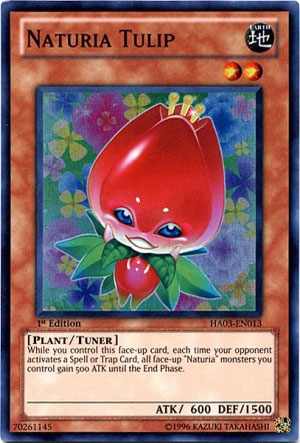 NATURIA TULIP
EARTH
地
1st Edition
HA03-EN013
[PLANT/TUNER]
While you control this face-up card, each time your opponent
activates a Spell or Trap Card, all face-up "Naturia" monsters you
control gain 500 ATK until the End Phase.
ATK/ 600 DEF/1500
70261145
©1996 KAZUKI TAKAHASHI